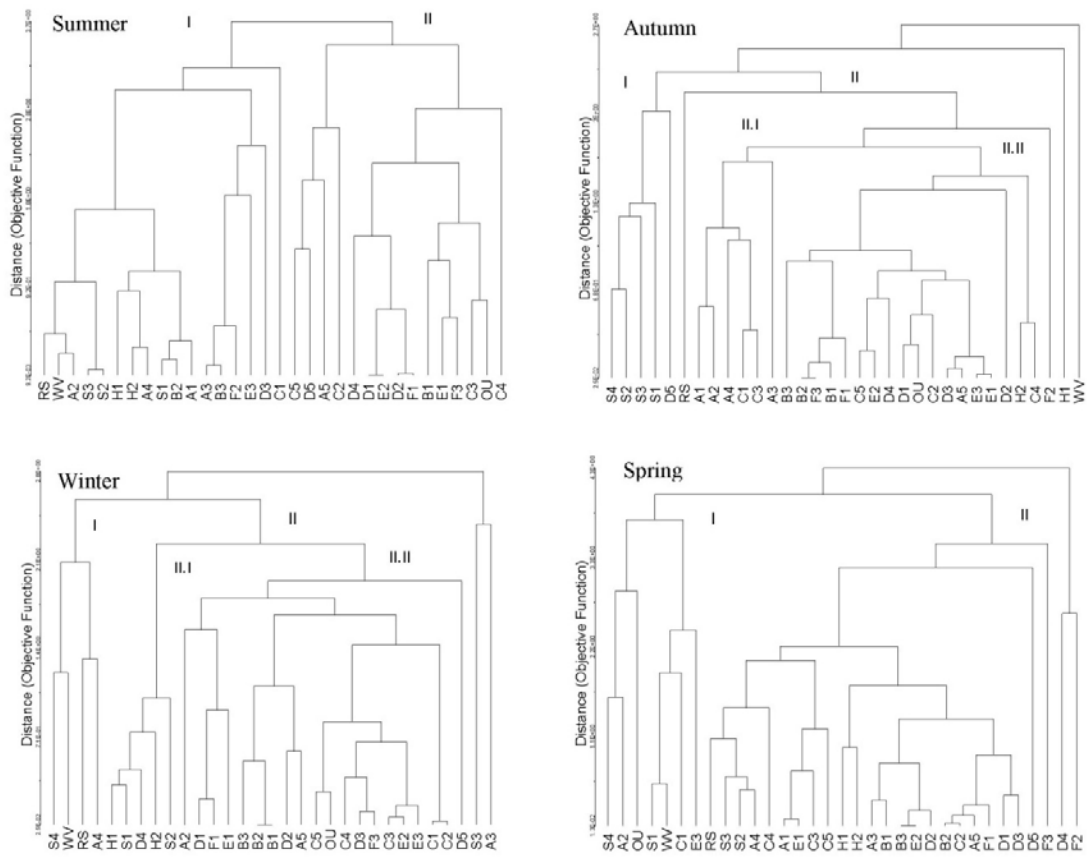 Summer
I
II
Distance (Objective Function)
RS WV A2 S3 S2 H1 H2 A4 S1 B2 A1 A3 B3 F2 E3 D3 C1 C5 D5 A5 C2 D4 D1 E2 D2 F1 B1 E1 F3 C3 OU C4
Autumn
I
II
II.I
II.II
Distance (Objective Function)
S4 S2 S3 S1 D5 RS A1 A2 A4 C1 C3 A3 B3 B2 F3 B1 F1 C5 E2 D4 D1 OU C2 D3 A5 E3 E1 D2 H2 C4 F2 H1 WV
Winter
I
II
II.I
II.II
Distance (Objective Function)
S4 WV RS A4 H1 S1 D4 H2 S2 A2 D1 F1 E1 B3 B2 B1 D2 A5 C5 OU C4 D3 F3 C3 E2 E3 C1 C2 D5 S3 A3
Spring
I
II
Distance (Objective Function)
S4 A2 OU S1 WV C1 E3 RS S3 S2 A4 C4 A1 E1 C3 C5 H1 H2 A3 B1 B3 E2 D2 B2 C2 A5 F1 D1 D3 D5 F3 D4 F2